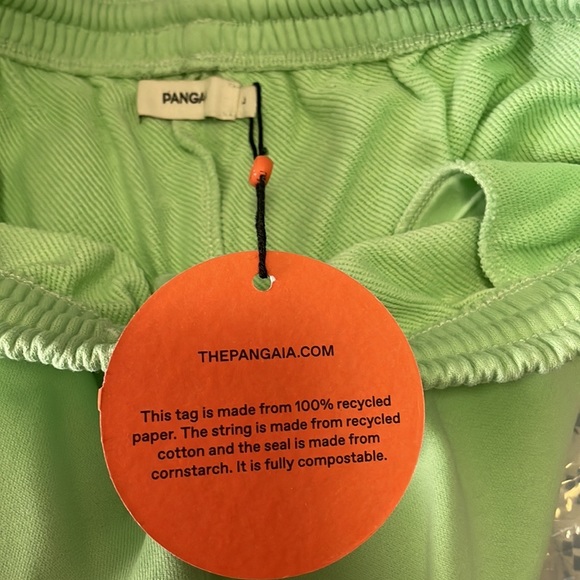 PANGAIA
THEPANGAIA.COM
This tag is made from 100% recycled
paper. The string is made from recycled
cotton and the seal is made from
cornstarch. It is fully compostable.